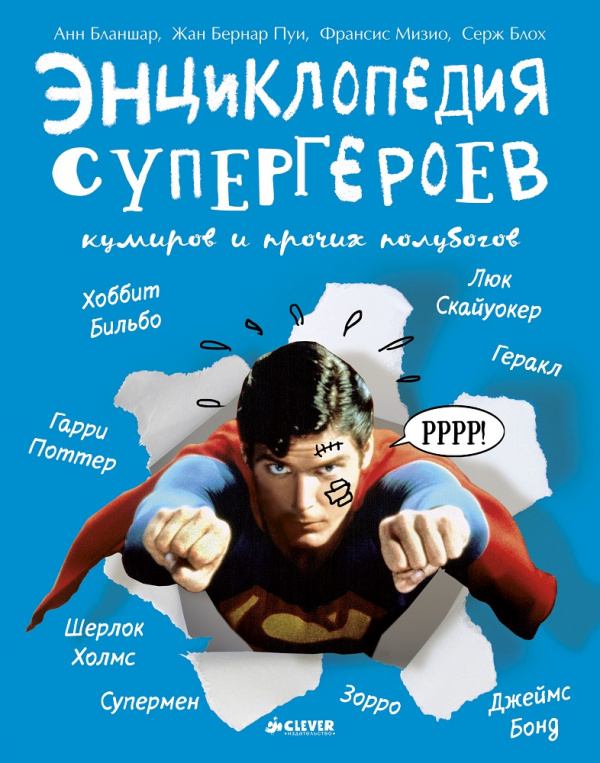 Анн Бланшар, Жан Бернар Пуи, Франсис Мизио, Серж Блох
ЭНЦИКЛОПЕДИЯ
СУПЕРГЕРОЕВ
кумиров и прочих полубогов
Хоббит
Бильбо
Люк
Скайуокер
Геракл
Гарри
Поттер
РРРР!
Шерлок
Холмс
Супермен
Зорро
Джеймс
Бонд
CLEVER
издательство